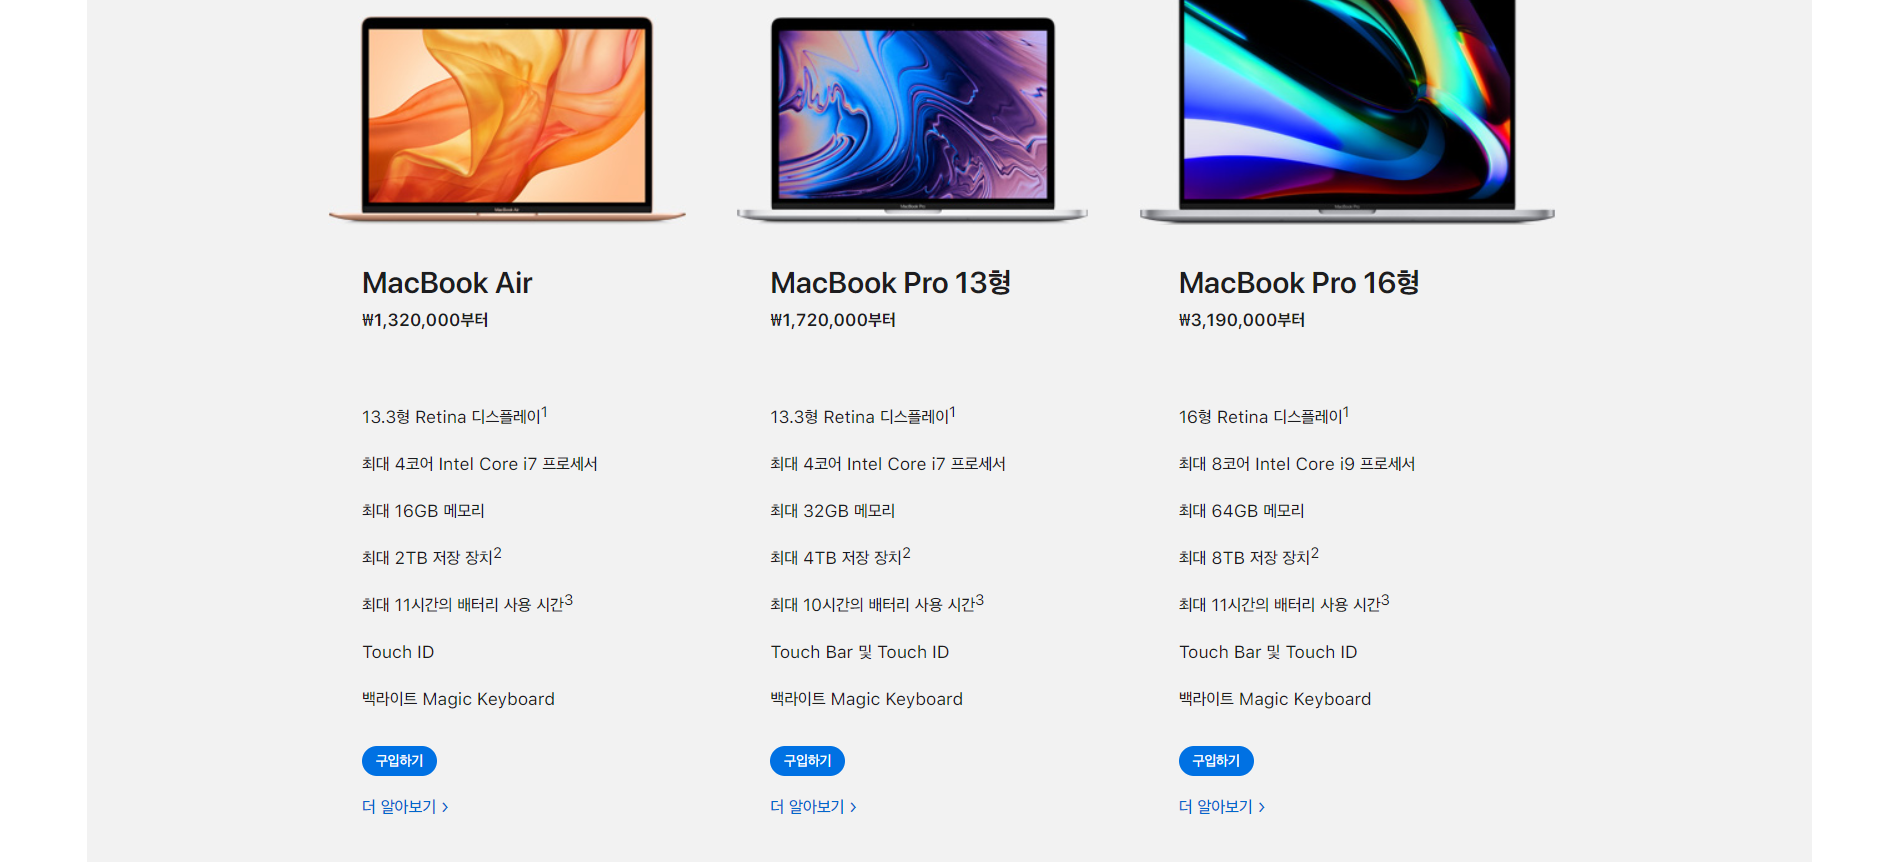 MacBook Air
₩1,320,000부터
13.3형 Retina 디스플레이1
최대 4코어 Intel Core i7 프로세서
최대 16GB 메모리
최대 2TB 저장 장치2
최대 11시간의 배터리 사용 시간3
Touch ID
백라이트 Magic Keyboard
구입하기
더 알아보기 >
MacBook Pro 13형
₩1,720,000부터
13.3형 Retina 디스플레이1
최대 4코어 Intel Core i7 프로세서
최대 32GB 메모리
최대 4TB 저장 장치2
최대 10시간의 배터리 사용 시간3
Touch Bar 및 Touch ID
백라이트 Magic Keyboard
구입하기
더 알아보기 >
MacBook Pro 16형
₩3,190,000부터
16형 Retina 디스플레이1
최대 8코어 Intel Core i9 프로세서
최대 64GB 메모리
최대 8TB 저장 장치2
최대 11시간의 배터리 사용 시간3
Touch Bar 및 Touch ID
백라이트 Magic Keyboard
구입하기
더 알아보기 >